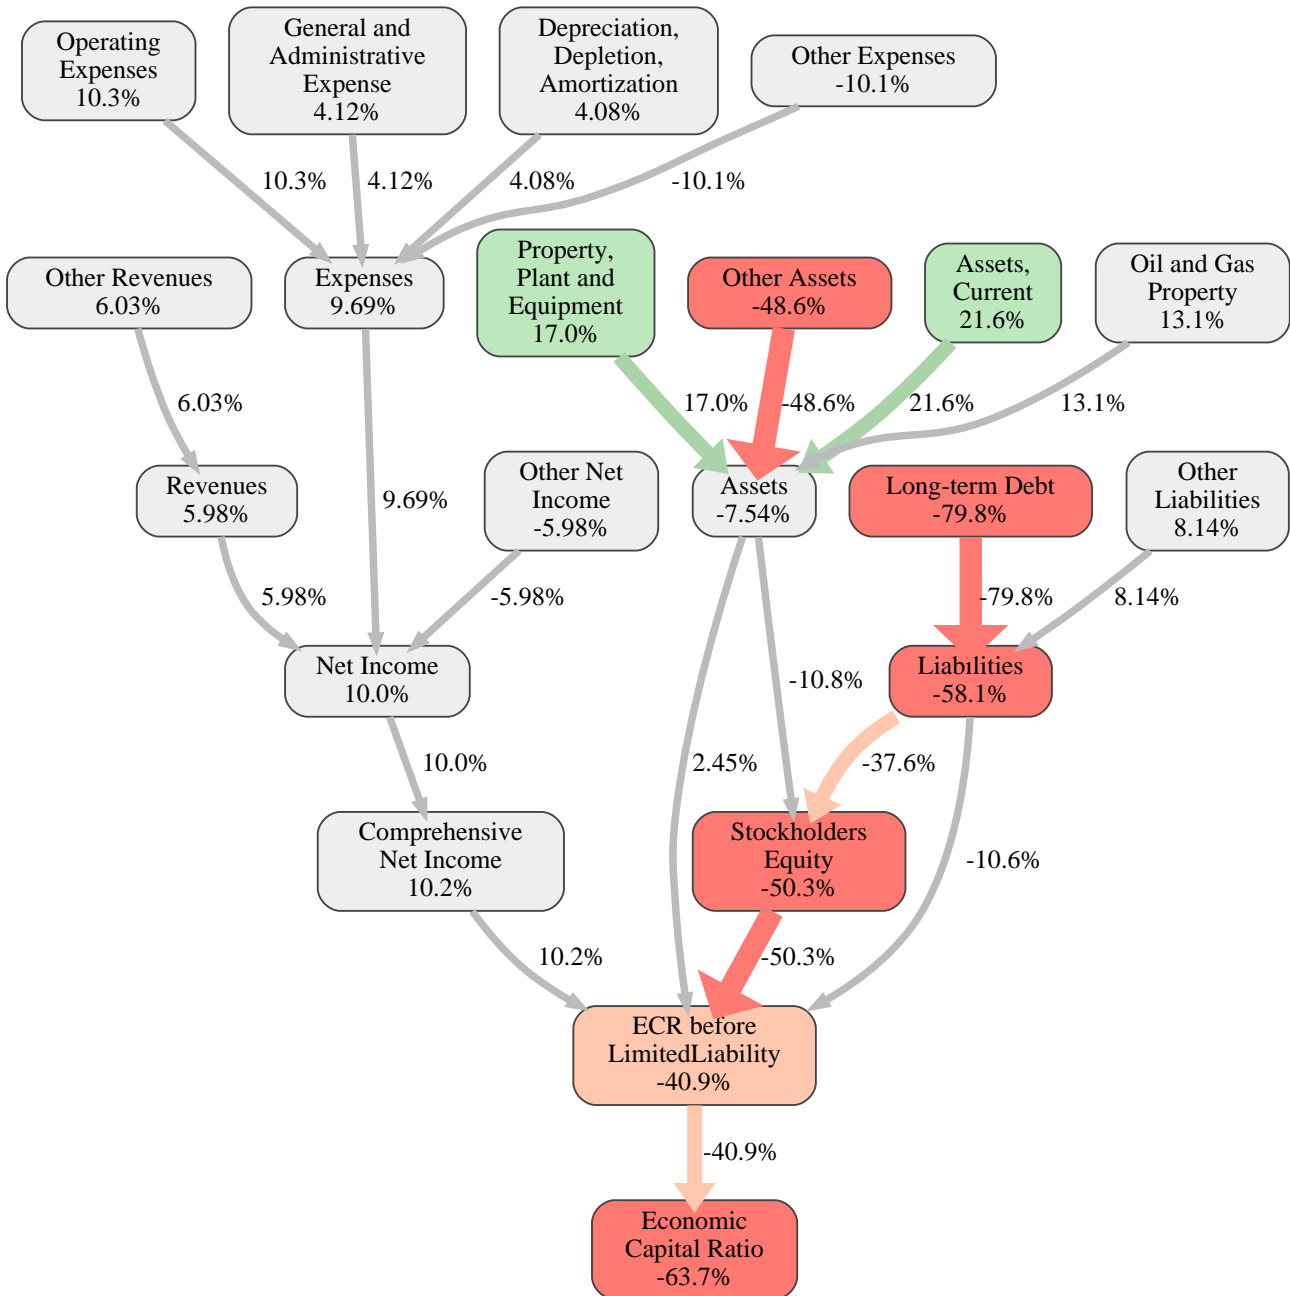 Operating
Expenses
10.3%
General and
Administrative
Expense
4.12%
Depreciation,
Depletion,
Amortization
4.08%
Other Expenses
-10.1%
10.3%
4.12%
4.08%
-10.1%
Other Revenues
6.03%
Expenses
9.69%
Property,
Plant and
Equipment
17.0%
Other Assets
-48.6%
Assets,
Current
21.6%
Oil and Gas
Property
13.1%
6.03%
17.0%
-48.6%
21.6%
13.1%
Revenues
5.98%
9.69%
Other Net
Income
-5.98%
Assets
-7.54%
Long-term Debt
-79.8%
Other
Liabilities
8.14%
5.98%
-5.98%
-79.8%
8.14%
Net Income
10.0%
-10.8%
Liabilities
-58.1%
10.0%
2.45%
-37.6%
Comprehensive
Net Income
10.2%
Stockholders
Equity
-50.3%
-10.6%
10.2%
-50.3%
ECR before
LimitedLiability
-40.9%
-40.9%
Economic
Capital Ratio
-63.7%